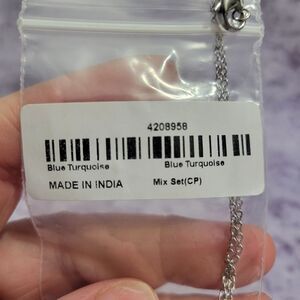 4208958
Blue Turquoise Blue Turquoise
MADE IN INDIA Mix Set(CP)